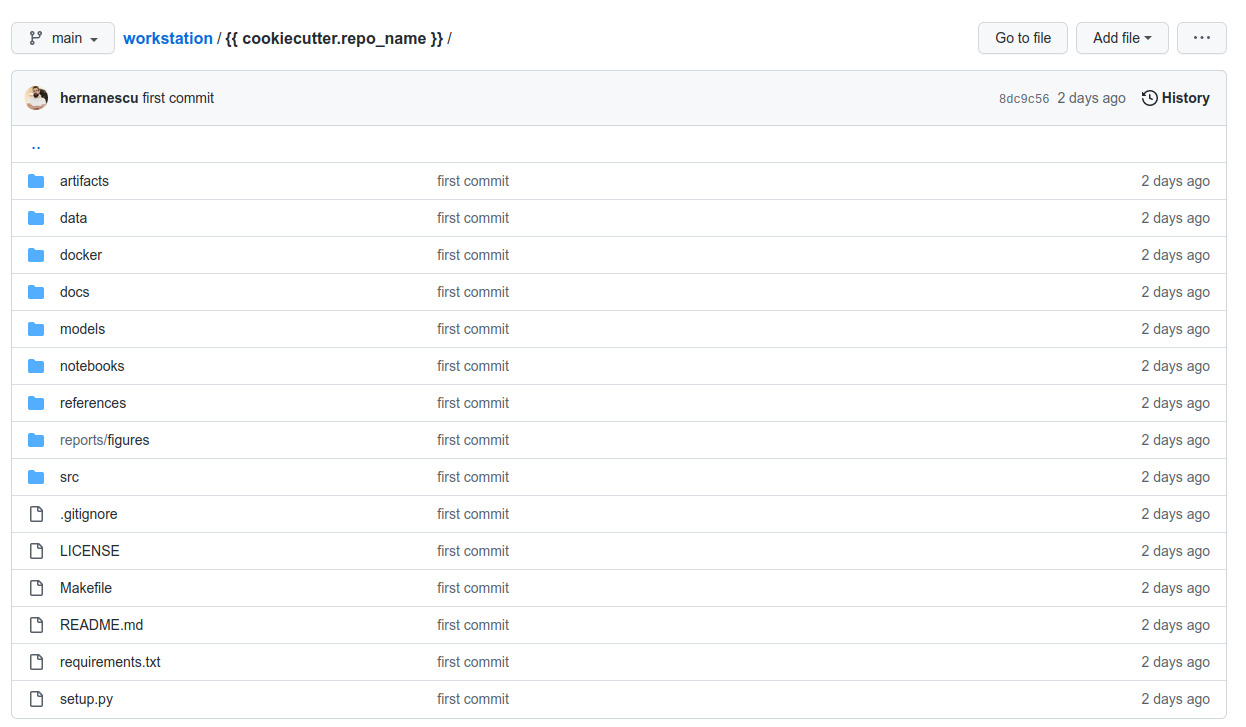 main workstation / {{ cookiecutter.repo_name }} / Go to file Add file ...
hernanescu first commit 8dc9c56 2 days ago History
..
artifacts first commit 2 days ago
data first commit 2 days ago
docker first commit 2 days ago
docs first commit 2 days ago
models first commit 2 days ago
notebooks first commit 2 days ago
references first commit 2 days ago
reports/figures first commit 2 days ago
src first commit 2 days ago
.gitignore first commit 2 days ago
LICENSE first commit 2 days ago
Makefile first commit 2 days ago
README.md first commit 2 days ago
requirements.txt first commit 2 days ago
setup.py first commit 2 days ago